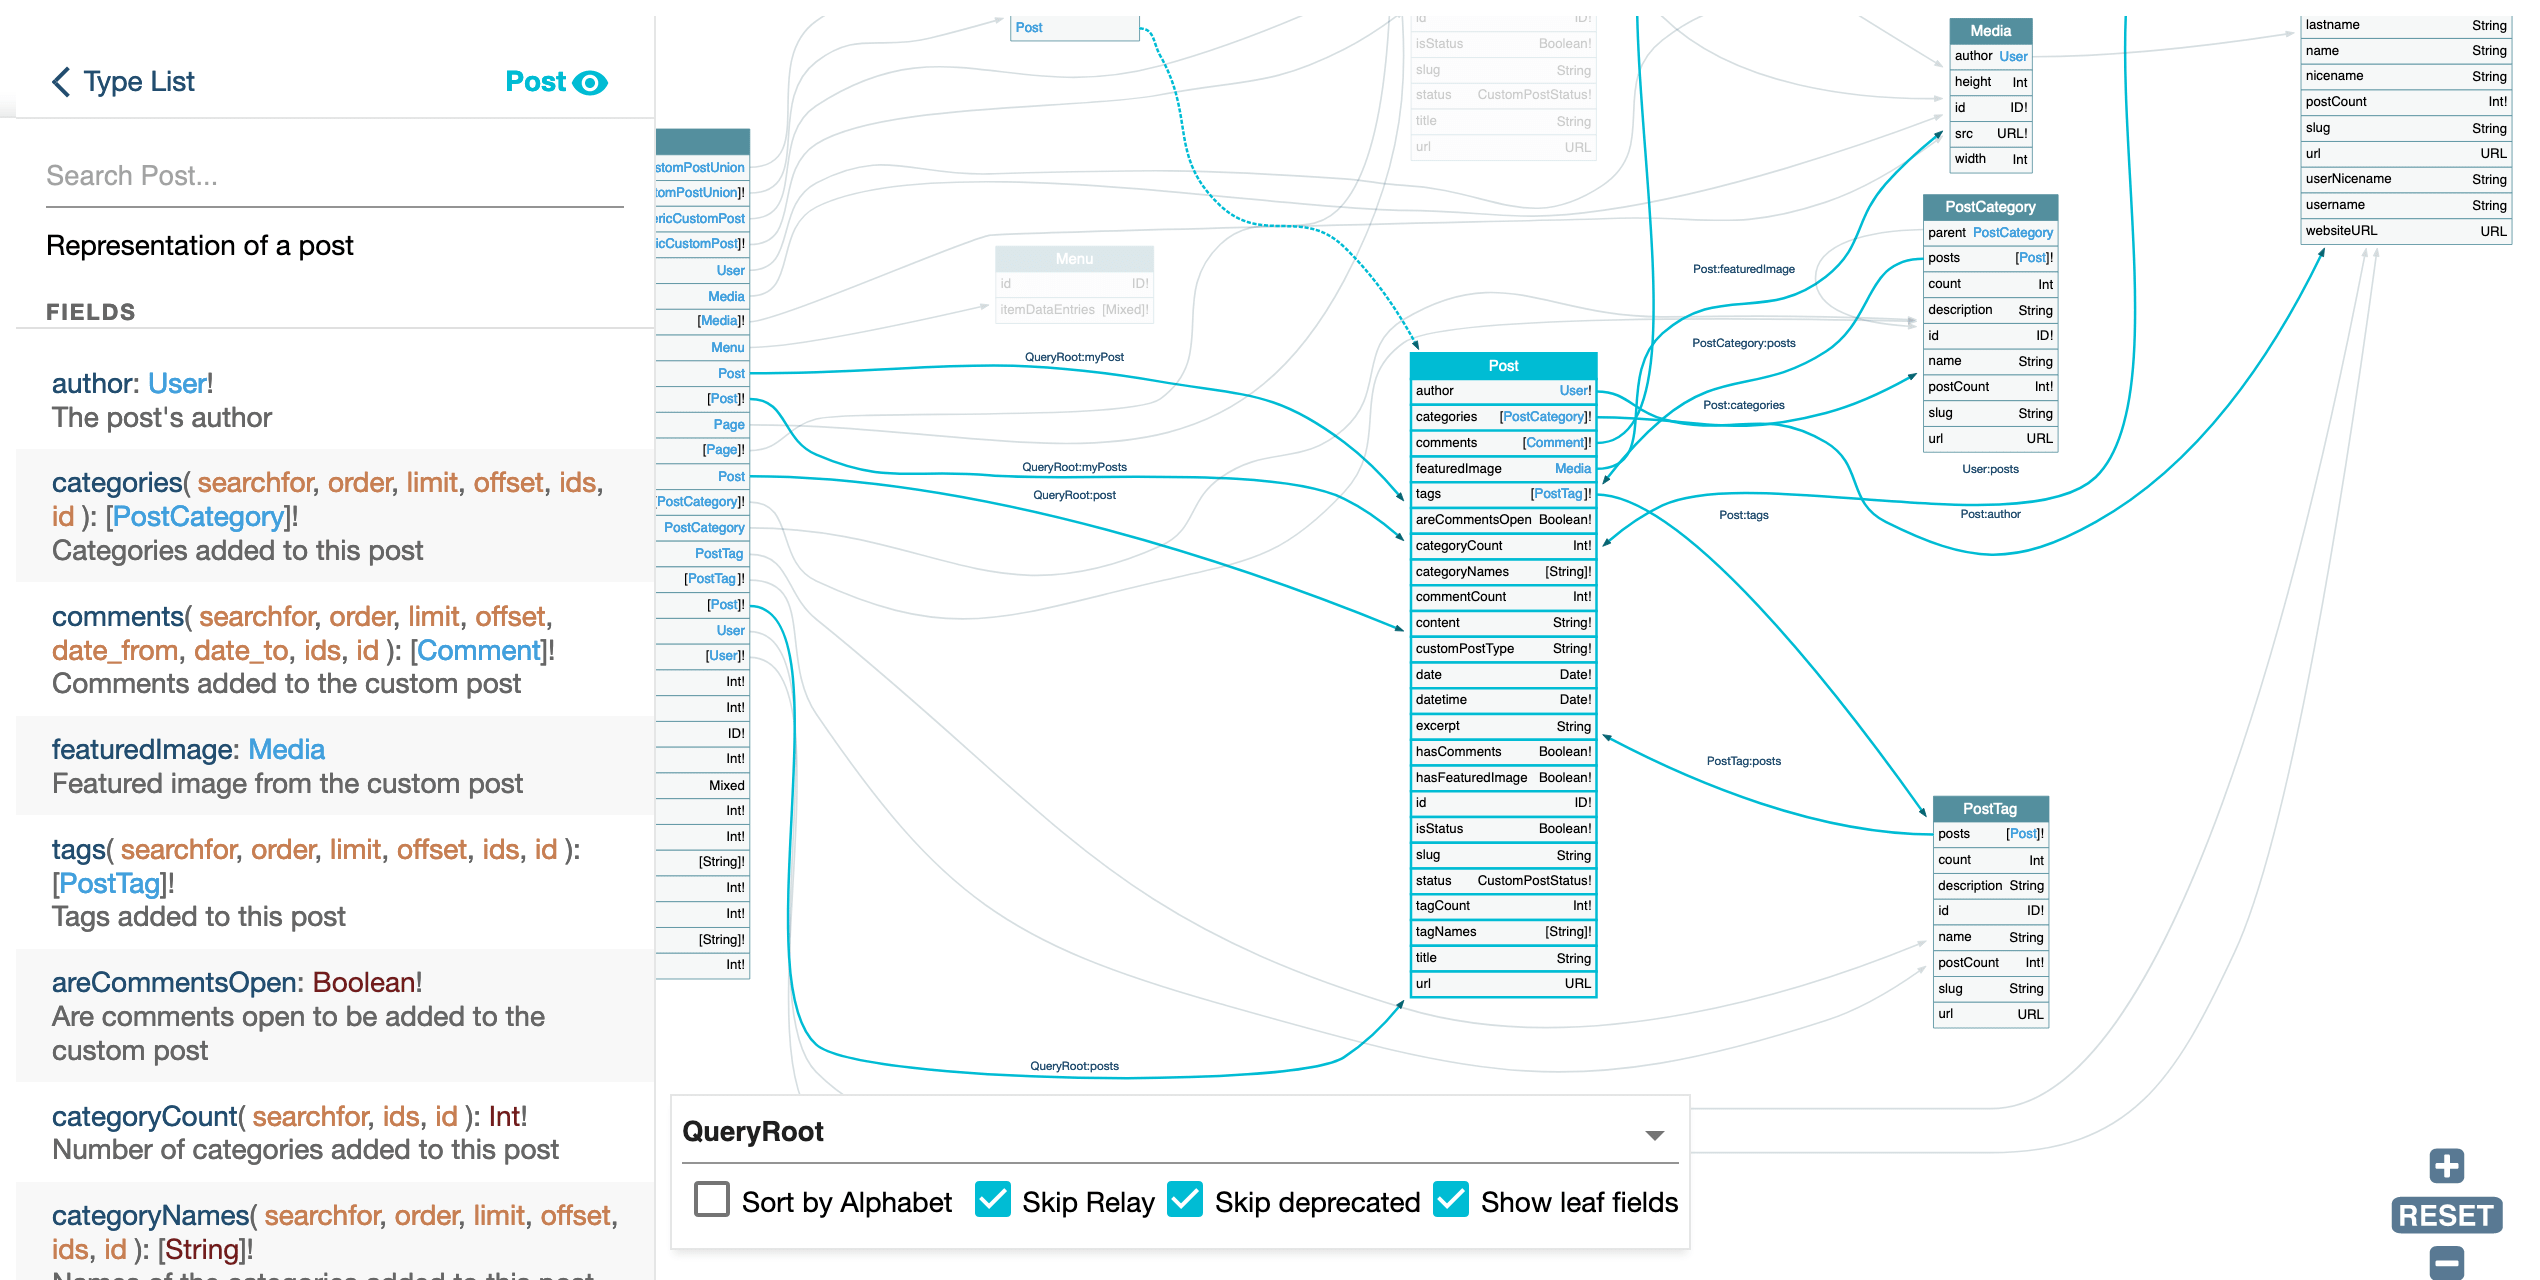 Type List
Post
Search Post...
Representation of a post
FIELDS
author: User!
The post's author
categories( searchfor, order, limit, offset, ids,
id ): [PostCategory]!
Categories added to this post
comments( searchfor, order, limit, offset,
date_from, date_to, ids, id ): [Comment]!
Comments added to the custom post
featuredImage: Media
Featured image from the custom post
tags( searchfor, order, limit, offset, ids, id ):
[PostTag]!
Tags added to this post
areCommentsOpen: Boolean!
Are comments open to be added to the
custom post
categoryCount( searchfor, ids, id ): Int!
Number of categories added to this post
categoryNames( searchfor, order, limit, offset,
ids, id ): [String]!
Names of the categories added to this post
stomPostUnion
tomPostUnion]!
ericCustomPost
icCustomPost]!
User
Media
[Media]!
Menu
Post
[Post]!
Page
[Page]!
Post
[PostCategory]!
PostCategory
PostTag
[PostTag]!
[Post]!
User
[User]!
Int!
Int!
ID!
Int!
Mixed
Int!
Int!
[String]!
Int!
Int!
[String]!
Int!
Post
Menu
id ID!
itemDataEntries [Mixed]!
QueryRoot:myPost
QueryRoot:myPosts
QueryRoot:post
QueryRoot:posts
id ID!
isStatus Boolean!
slug String
status CustomPostStatus!
title String
url URL
Post
author User!
categories [PostCategory]!
comments [Comment]!
featuredImage Media
tags [PostTag]!
areCommentsOpen Boolean!
categoryCount Int!
categoryNames [String]!
commentCount Int!
content String!
customPostType String!
date Date!
datetime Date!
excerpt String
hasComments Boolean!
hasFeaturedImage Boolean!
id ID!
isStatus Boolean!
slug String
status CustomPostStatus!
tagCount Int!
tagNames [String]!
title String
url URL
Post:featuredImage
PostCategory:posts
Post:categories
Post:tags
PostTag:posts
User:posts
Post:author
Media
author User
height Int
id ID!
src URL!
width Int
PostCategory
parent PostCategory
posts [Post]!
count Int
description String
id ID!
name String
postCount Int!
slug String
url URL
PostTag
posts [Post]!
count Int
description String
id ID!
name String
postCount Int!
slug String
url URL
lastname String
name String
nicename String
postCount Int!
slug String
url URL
userNicename String
username String
websiteURL URL
QueryRoot
Sort by Alphabet Skip Relay Skip deprecated Show leaf fields
RESET